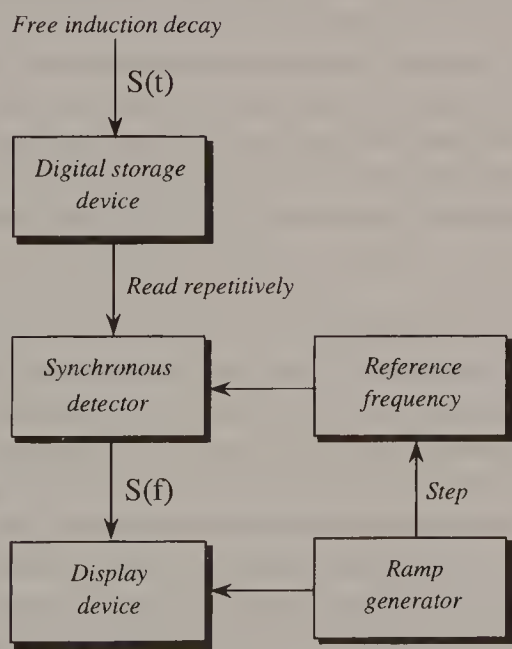 Free induction decay
S(t)
Digital storage
device
Read repetitively
Synchronous
detector
Reference
frequency
S(f)
Step
Display
device
Ramp
generator